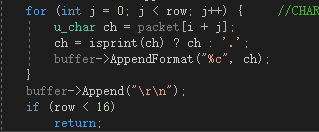 for (int j = 0; j < row; j++) {      //CHAR
    u_char ch = packet[i + j];
    ch = isprint(ch) ? ch : '.';
    buffer->AppendFormat("%c", ch);
}
buffer->Append("\r\n");
if (row < 16)
    return;